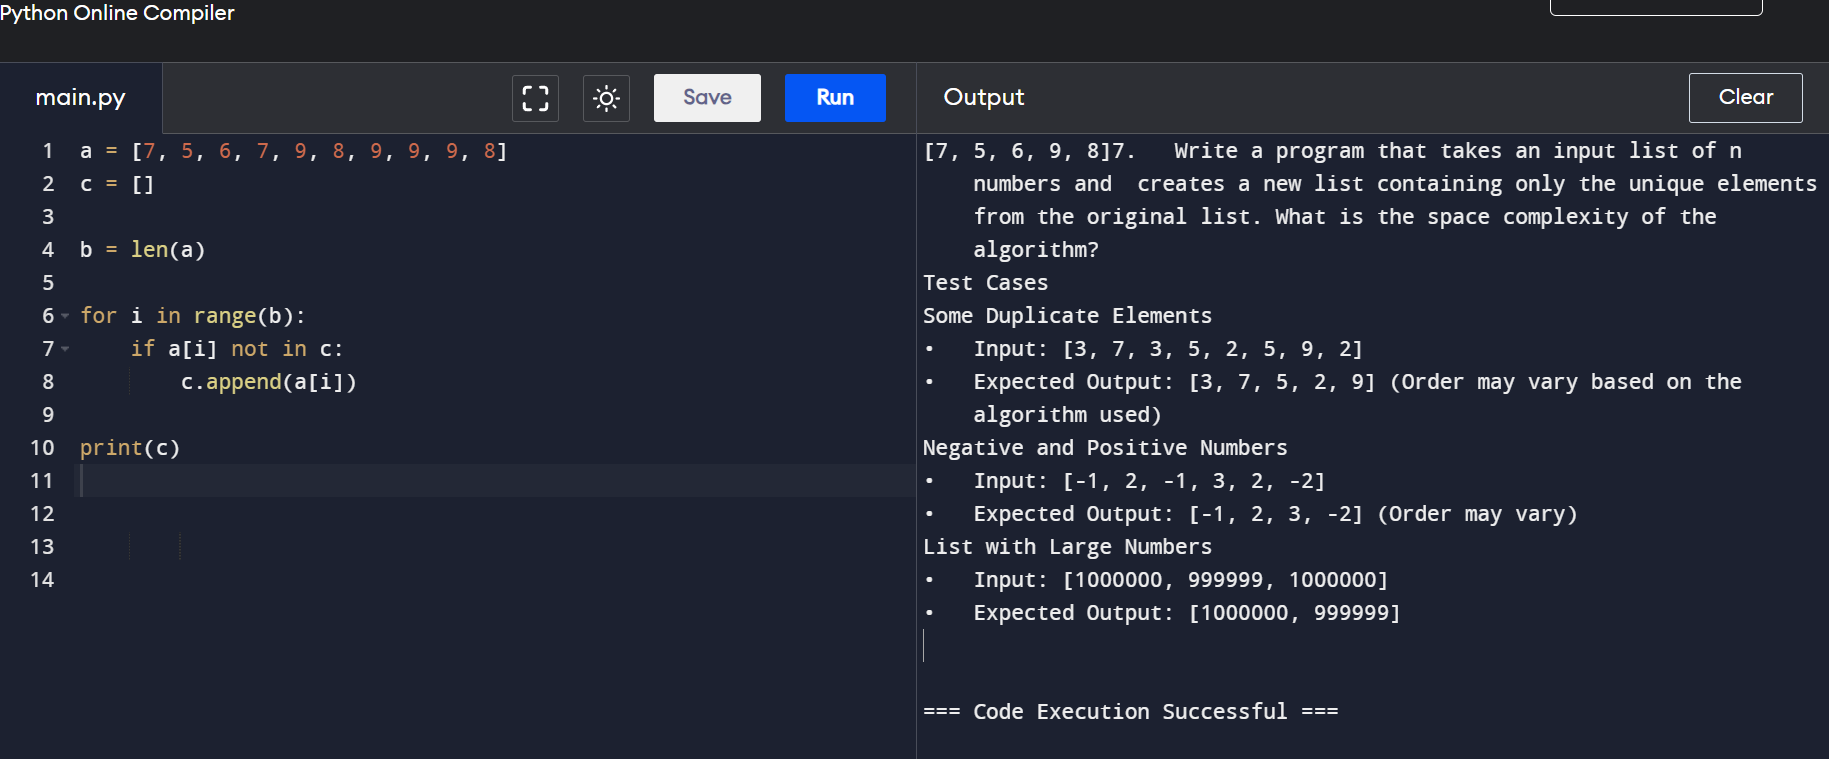 Python Online Compiler
main.py
Save
Run
Output
Clear
1 a = [7, 5, 6, 7, 9, 8, 9, 9, 9, 8]
2 c = []
3
4 b = len(a)
5
6 for i in range(b):
7     if a[i] not in c:
8         c.append(a[i])
9
10 print(c)
11
12
13
14
[7, 5, 6, 9, 8]7.   Write a program that takes an input list of n
    numbers and  creates a new list containing only the unique elements
    from the original list. What is the space complexity of the
    algorithm?
Test Cases
Some Duplicate Elements
•   Input: [3, 7, 3, 5, 2, 5, 9, 2]
•   Expected Output: [3, 7, 5, 2, 9] (Order may vary based on the
    algorithm used)
Negative and Positive Numbers
•   Input: [-1, 2, -1, 3, 2, -2]
•   Expected Output: [-1, 2, 3, -2] (Order may vary)
List with Large Numbers
•   Input: [1000000, 999999, 1000000]
•   Expected Output: [1000000, 999999]
=== Code Execution Successful ===